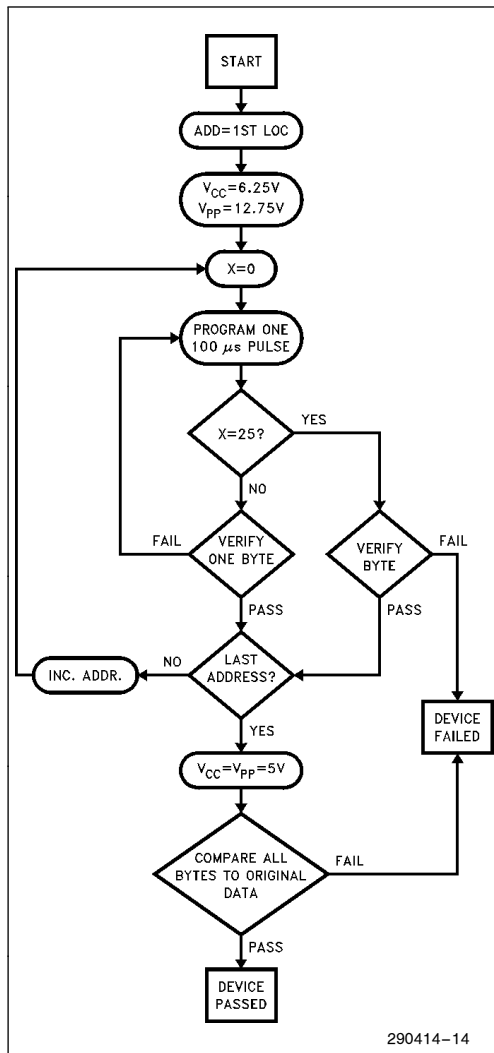 START
ADD=1ST LOC
VCC=6.25V
VPP=12.75V
X=0
PROGRAM ONE
100 μs PULSE
X=25?
YES
NO
FAIL
VERIFY
ONE BYTE
VERIFY
BYTE
FAIL
PASS
PASS
INC. ADDR.
NO
LAST
ADDRESS?
YES
DEVICE
FAILED
VCC=VPP=5V
COMPARE ALL
BYTES TO ORIGINAL
DATA
FAIL
PASS
DEVICE
PASSED
290414–14